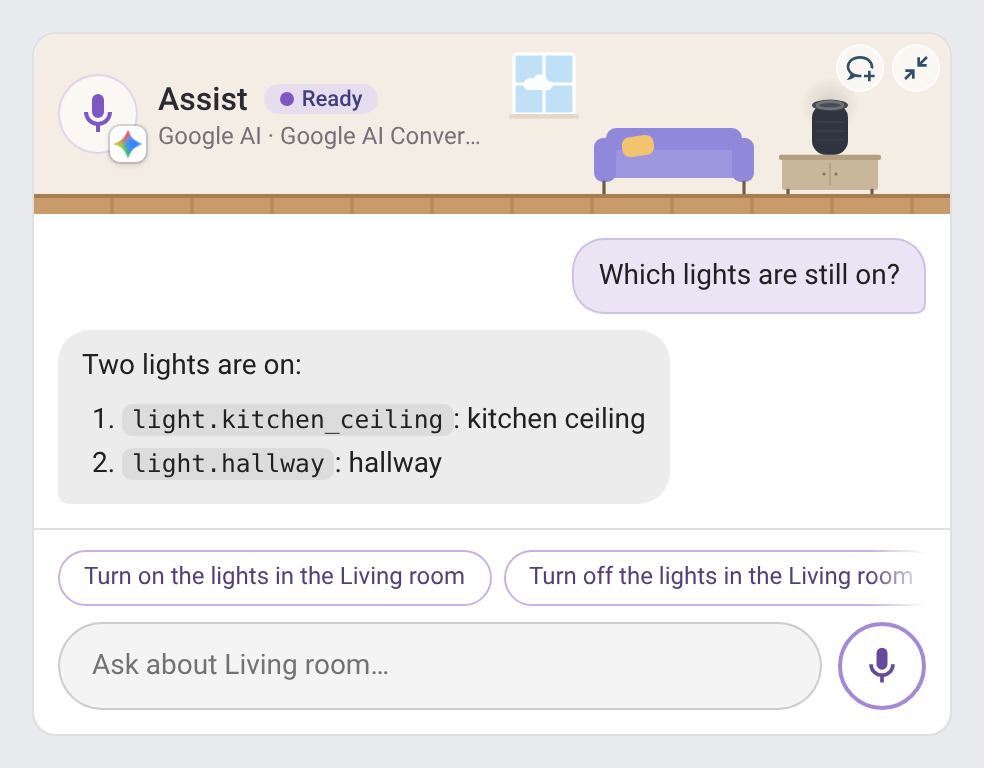 Assist
Ready
Google AI · Google AI Conver…
Which lights are still on?
Two lights are on:
1. light.kitchen_ceiling: kitchen ceiling
2. light.hallway: hallway
Turn on the lights in the Living room
Turn off the lights in the Living room
Ask about Living room…